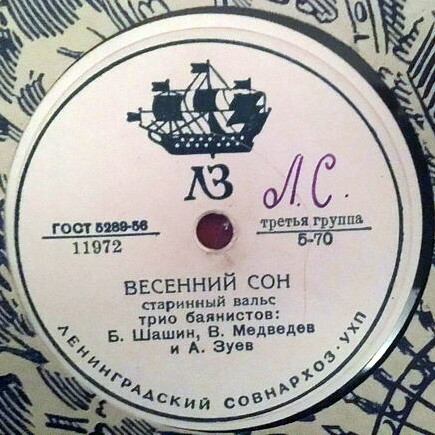 ЛЗ
Л.С.
ГОСТ 5289-56
11972
третья группа
5-70
ВЕСЕННИЙ СОН
старинный вальс
трио баянистов:
Б. Шашин, В. Медведев
и А. Зуев
ЛЕНИНГРАДСКИЙ СОВНАРХОЗ·УХП